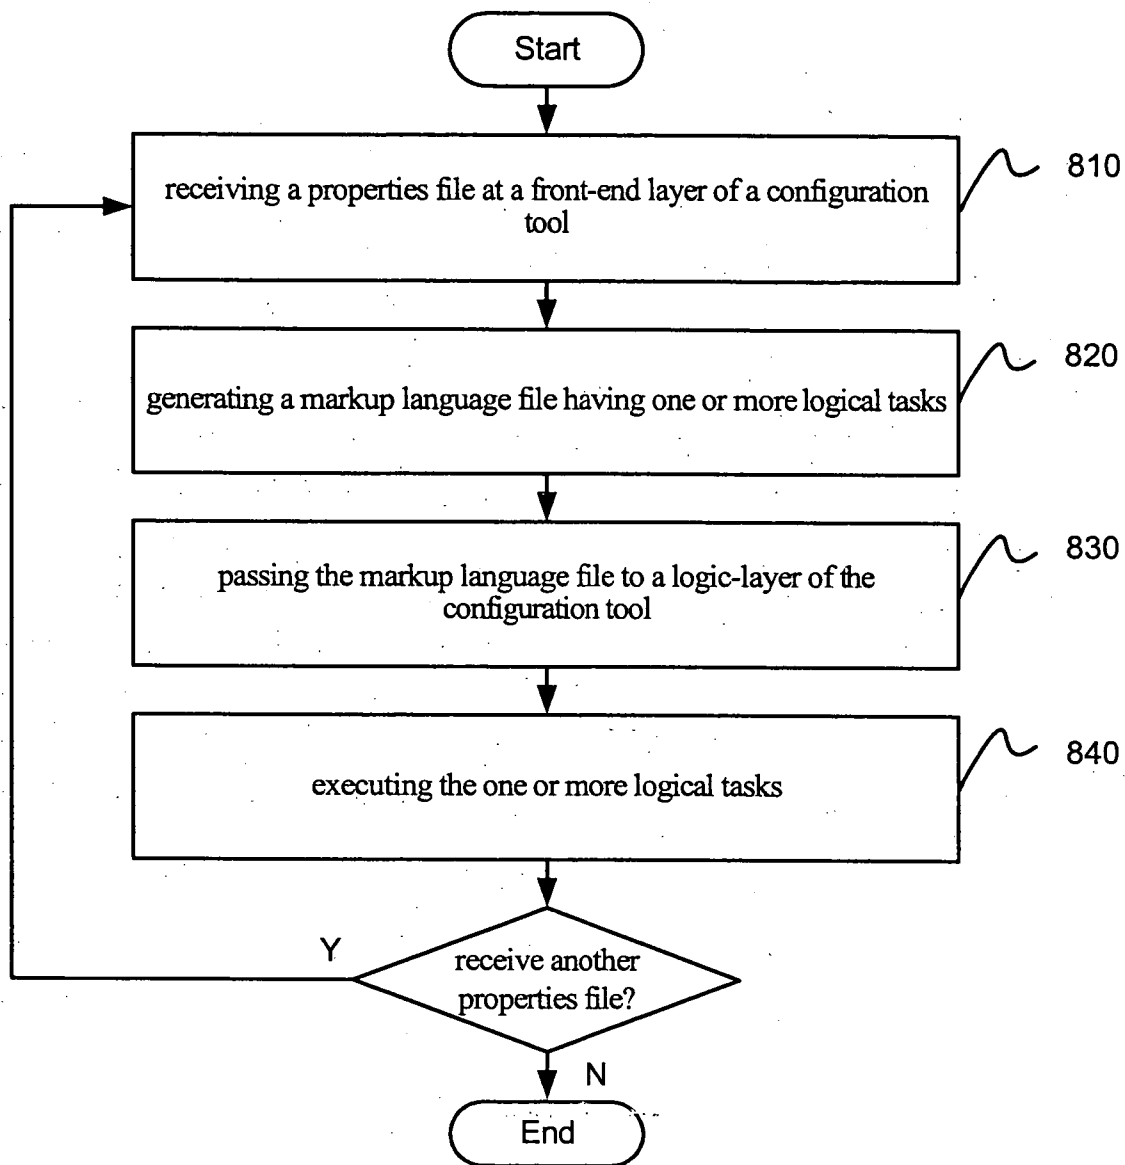 Start
receiving a properties file at a front-end layer of a configuration
tool
810
generating a markup language file having one or more logical tasks
820
passing the markup language file to a logic-layer of the
configuration tool
830
executing the one or more logical tasks
840
receive another
properties file?
Y
N
End